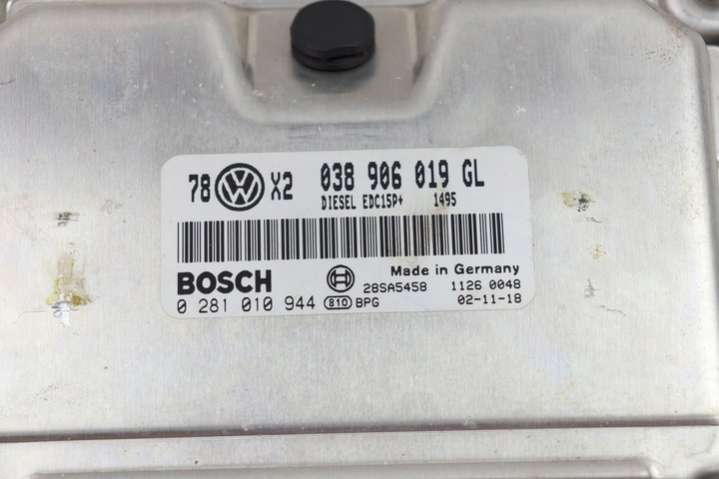 78 VW X2 038 906 019 GL
DIESEL EDC15P+ 1495
BOSCH Made in Germany
28SA5458 1126 0048
0 281 010 944 810 BPG 02-11-18